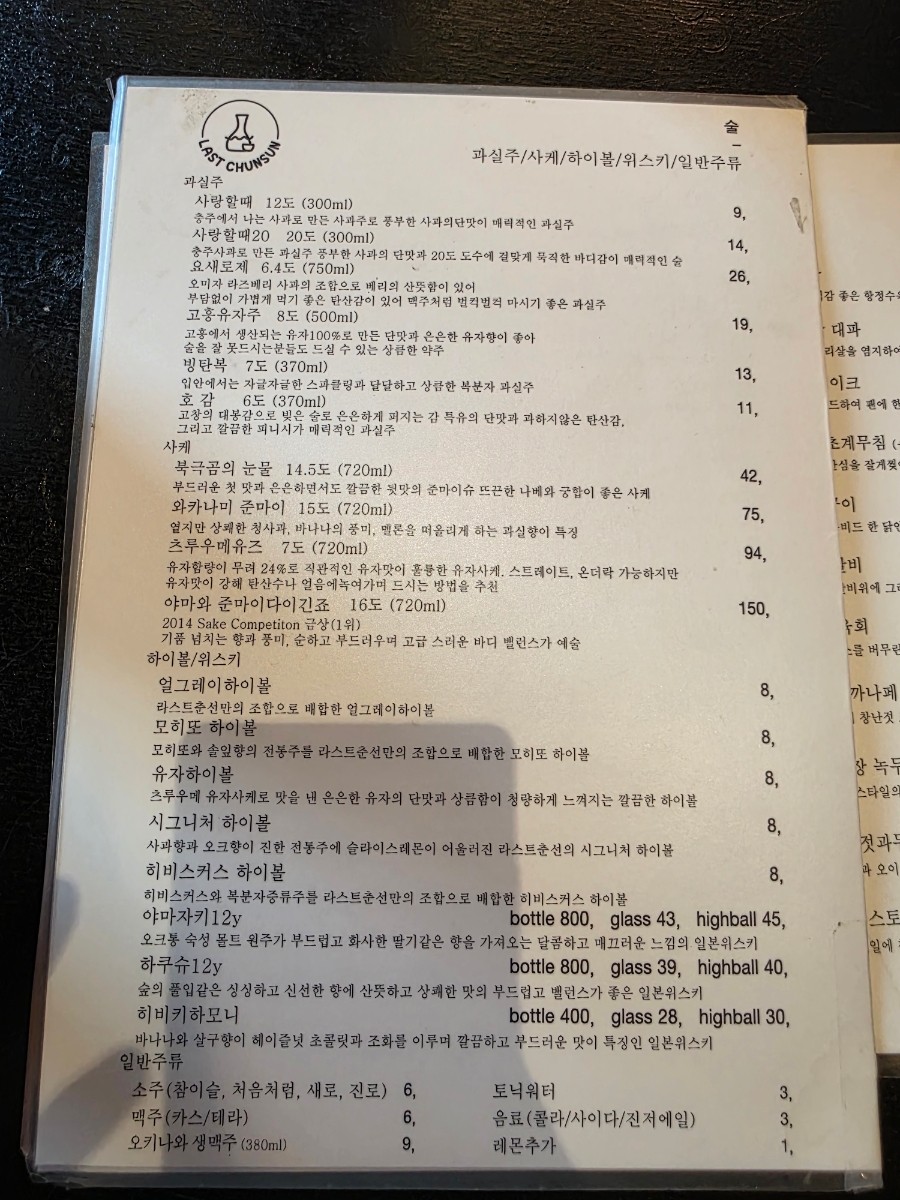 LAST CHUNSUN
술
과실주/사케/하이볼/위스키/일반주류
과실주
사랑할때 12도 (300ml) 9,
충주에서 나는 사과로 만든 사과주로 풍부한 사과의단맛이 매력적인 과실주
사랑할때20 20도 (300ml) 14,
충주사과로 만든 과실주 풍부한 사과의 단맛과 20도 도수에 걸맞게 묵직한 바디감이 매력적인 술
요새로제 6.4도 (750ml) 26,
오미자 라즈베리 사과의 조합으로 베리의 산뜻함이 있어
부담없이 가볍게 먹기 좋은 탄산감이 있어 맥주처럼 벌컥벌컥 마시기 좋은 과실주
고흥유자주 8도 (500ml) 19,
고흥에서 생산되는 유자100%로 만든 단맛과 은은한 유자향이 좋아
술을 잘 못드시는분들도 드실 수 있는 상큼한 약주
빙탄복 7도 (370ml) 13,
입안에서는 자글자글한 스파클링과 달달하고 상큼한 복분자 과실주
호 감 6도 (370ml) 11,
고창의 대봉감으로 빚은 술로 은은하게 퍼지는 감 특유의 단맛과 과하지않은 탄산감,
그리고 깔끔한 피니시가 매력적인 과실주
사케
북극곰의 눈물 14.5도 (720ml) 42,
부드러운 첫 맛과 은은하면서도 깔끔한 뒷맛의 준마이슈 뜨끈한 나베와 궁합이 좋은 사케
와카나미 준마이 15도 (720ml) 75,
옅지만 상쾌한 청사과, 바나나의 풍미, 멜론을 떠올리게 하는 과실향이 특징
츠루우메유즈 7도 (720ml) 94,
유자함량이 무려 24%로 직관적인 유자맛이 훌륭한 유자사케. 스트레이트, 온더락 가능하지만
유자맛이 강해 탄산수나 얼음에녹여가며 드시는 방법을 추천
야마와 준마이다이긴죠 16도 (720ml) 150,
2014 Sake Competiton 금상(1위)
기품 넘치는 향과 풍미, 순하고 부드러우며 고급 스러운 바디 밸런스가 예술
하이볼/위스키
얼그레이하이볼 8,
라스트춘선만의 조합으로 배합한 얼그레이하이볼
모히또 하이볼 8,
모히또와 솔잎향의 전통주를 라스트춘선만의 조합으로 배합한 모히또 하이볼
유자하이볼 8,
츠루우메 유자사케로 맛을 낸 은은한 유자의 단맛과 상큼함이 청량하게 느껴지는 깔끔한 하이볼
시그니처 하이볼 8,
사과향과 오크향이 진한 전통주에 슬라이스레몬이 어울러진 라스트춘선의 시그니처 하이볼
히비스커스 하이볼 8,
히비스커스와 복분자증류주를 라스트춘선만의 조합으로 배합한 히비스커스 하이볼
야마자키12y bottle 800, glass 43, highball 45,
오크통 숙성 몰트 원주가 부드럽고 화사한 딸기같은 향을 가져오는 달콤하고 매끄러운 느낌의 일본위스키
하쿠슈12y bottle 800, glass 39, highball 40,
숲의 풀입같은 싱싱하고 신선한 향에 산뜻하고 상쾌한 맛의 부드럽고 밸런스가 좋은 일본위스키
히비키하모니 bottle 400, glass 28, highball 30,
바나나와 살구향이 헤이즐넛 초콜릿과 조화를 이루며 깔끔하고 부드러운 맛이 특징인 일본위스키
일반주류
소주(참이슬, 처음처럼, 새로, 진로) 6, 토닉워터 3,
맥주(카스/테라) 6, 음료(콜라/사이다/진저에일) 3,
오키나와 생맥주 (380ml) 9, 레몬추가 1,
좋은 항정수육
대파
이크
초계무침
육회
까나페
창난젓
장 녹두